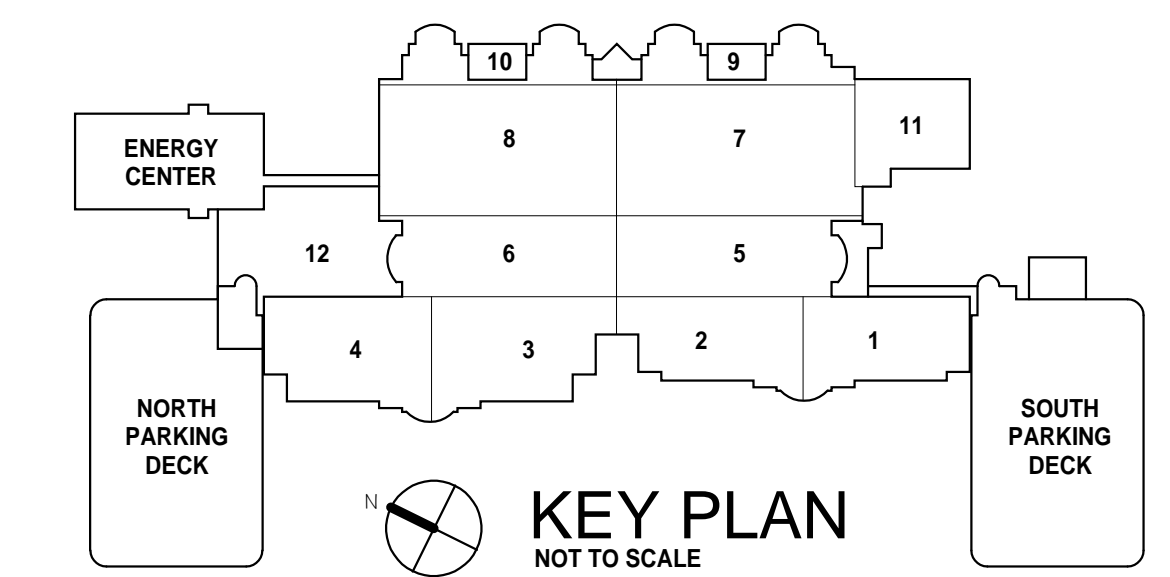 10
9
8
7
11
ENERGY
CENTER
12
6
5
4
3
2
1
NORTH
PARKING
DECK
SOUTH
PARKING
DECK
N
KEY PLAN
NOT TO SCALE